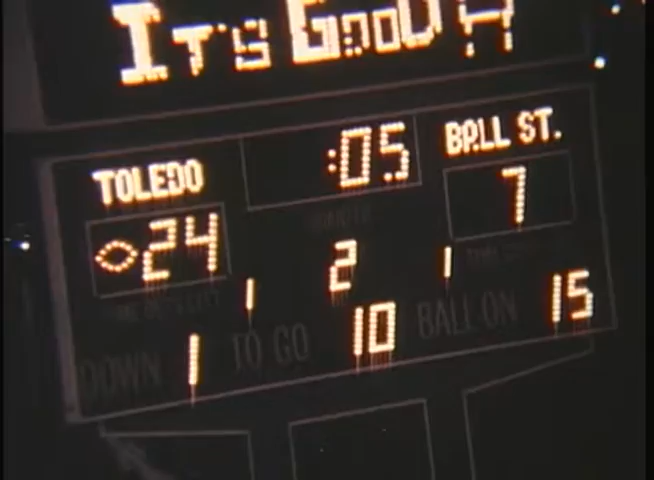 IT'S GOOD
:05
TOLEDO BALL ST.
24 7
2
1 1
DOWN 1 TO GO 10 BALL ON 15